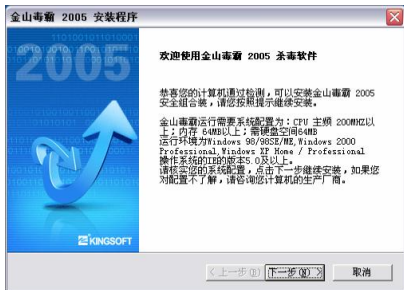 金山毒霸 2005 安装程序
2005
欢迎使用金山毒霸 2005 杀毒软件
恭喜您的计算机通过检测，可以安装金山毒霸 2005
安全组合装，请您按照提示继续安装。
金山毒霸运行需要系统配置为：CPU 主频 200MHZ以
上；内存 64MB以上；需硬盘空间64MB
运行环境为Windows 98/98SE/ME,Windows 2000
Professional,Windows XP Home / Professional
操作系统的IE的版本5.0及以上。
请核实您的系统配置，点击下一步继续安装，如果您
对配置不了解，请咨询您计算机的生产厂商。
KINGSOFT
< 上一步(B)
下一步(N) >
取消